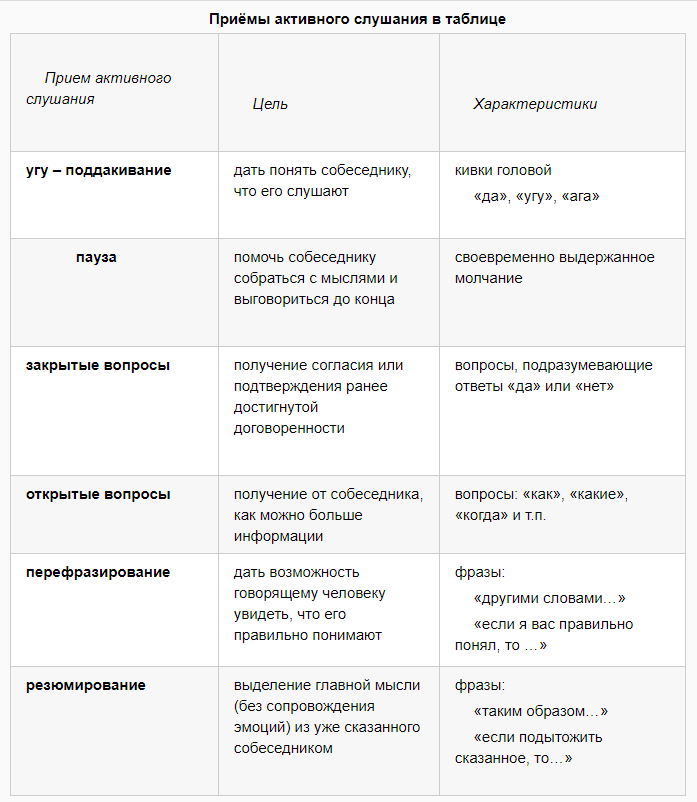 Приёмы активного слушания в таблице
Прием активного
слушания
Цель
Характеристики
угу – поддакивание
дать понять собеседнику,
что его слушают
кивки головой
«да», «угу», «ага»
пауза
помочь собеседнику
собраться с мыслями и
выговориться до конца
своевременно выдержанное
молчание
закрытые вопросы
получение согласия или
подтверждения ранее
достигнутой
договоренности
вопросы, подразумевающие
ответы «да» или «нет»
открытые вопросы
получение от собеседника,
как можно больше
информации
вопросы: «как», «какие»,
«когда» и т.п.
перефразирование
дать возможность
говорящему человеку
увидеть, что его
правильно понимают
фразы:
«другими словами…»
«если я вас правильно
понял, то …»
резюмирование
выделение главной мысли
(без сопровождения
эмоций) из уже сказанного
собеседником
фразы:
«таким образом…»
«если подытожить
сказанное, то…»